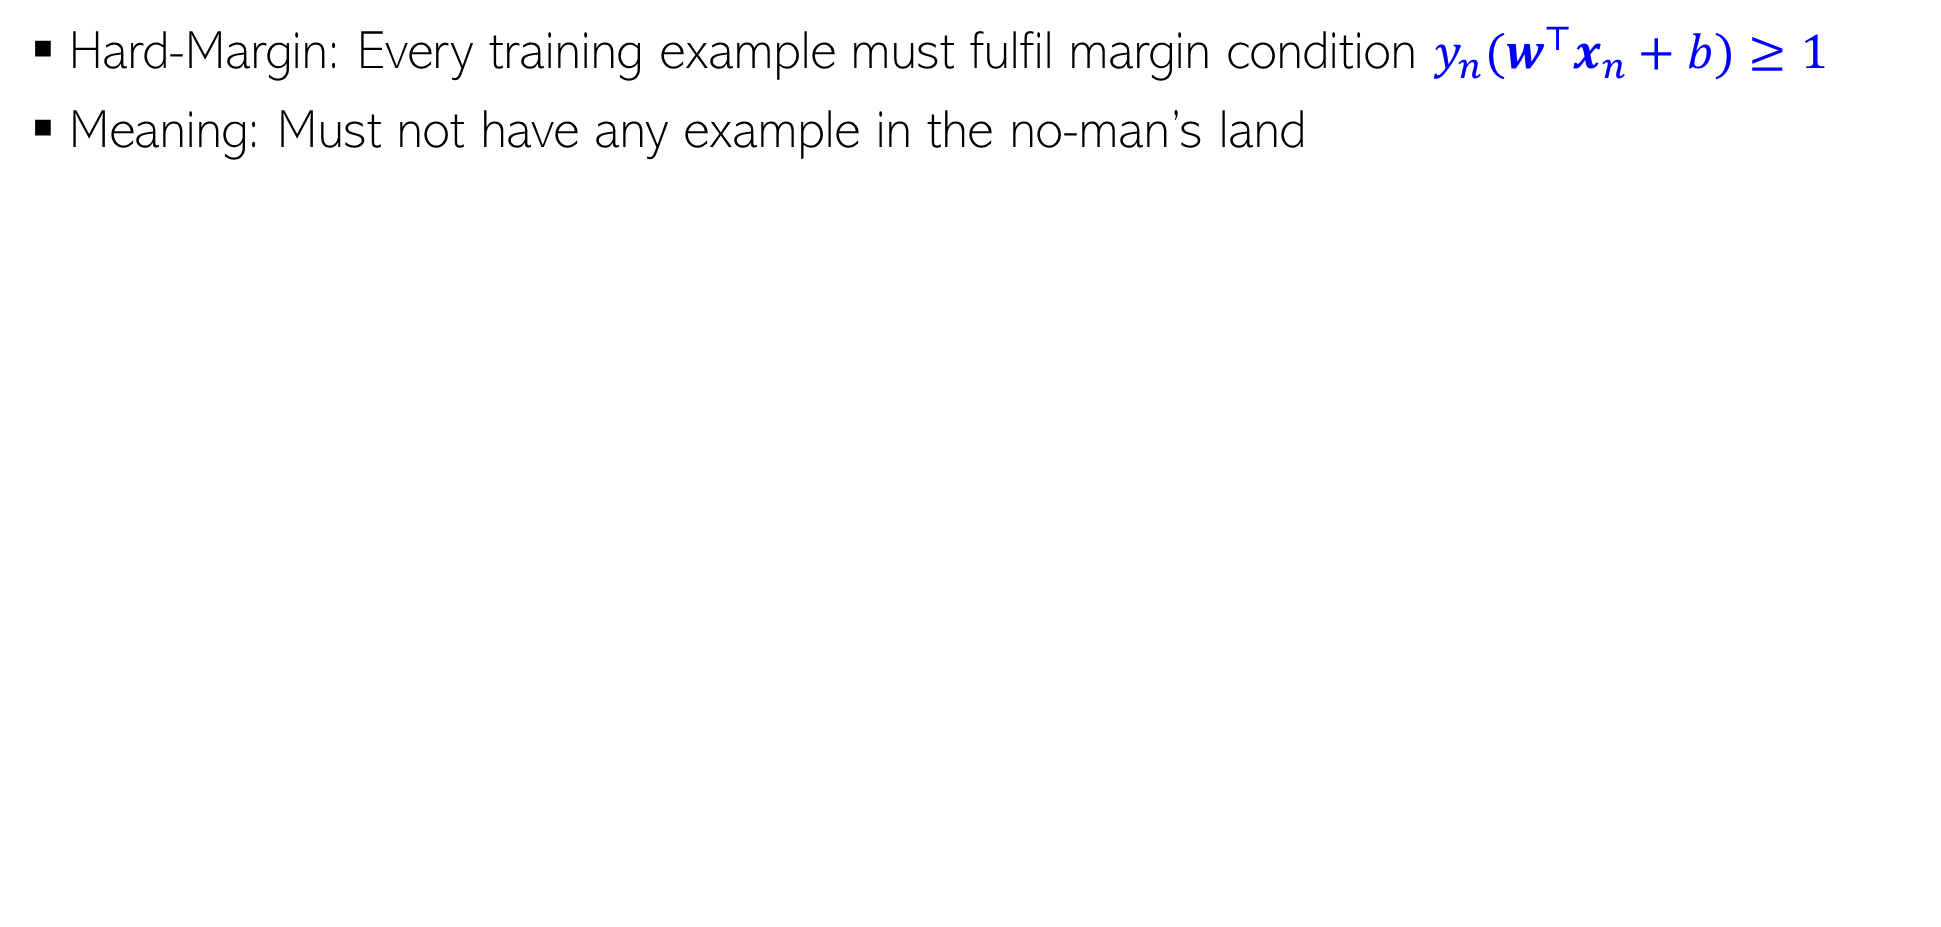 ▪ Hard-Margin: Every training example must fulfil margin condition yₙ(𝒘ᵀ𝒙ₙ + b) ≥ 1
▪ Meaning: Must not have any example in the no-man's land